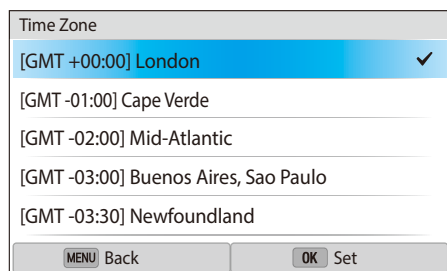 Time Zone
[GMT +00:00] London
[GMT -01:00] Cape Verde
[GMT -02:00] Mid-Atlantic
[GMT -03:00] Buenos Aires, Sao Paulo
[GMT -03:30] Newfoundland
MENU Back OK Set